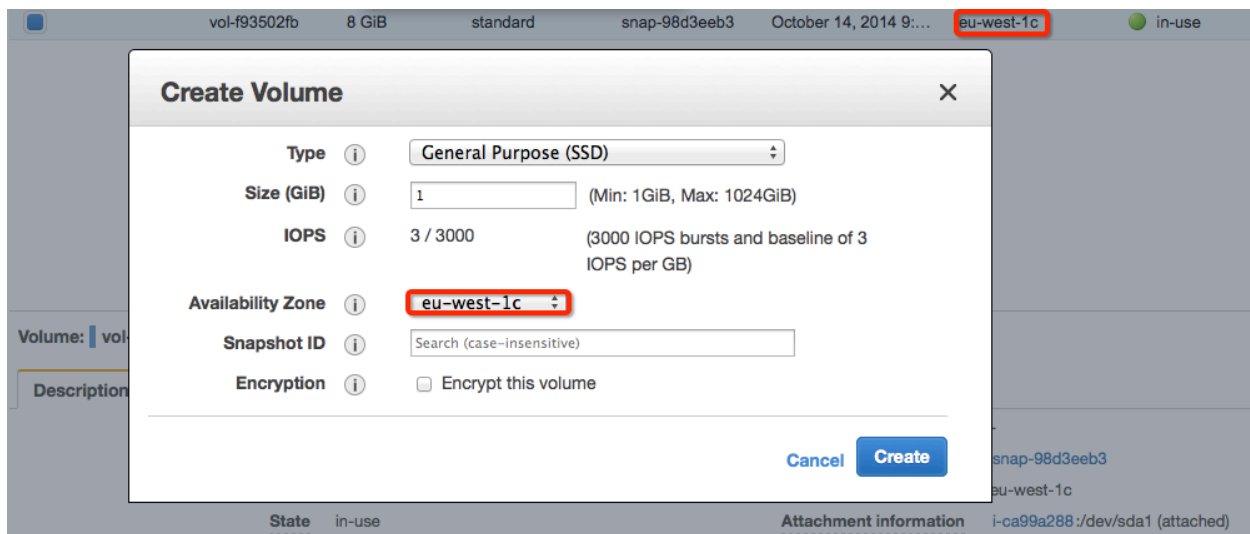 vol-f93502fb 8 GiB standard snap-98d3eeb3 October 14, 2014 9:... eu-west-1c in-use
Create Volume
Type General Purpose (SSD)
Size (GiB) 1 (Min: 1GiB, Max: 1024GiB)
IOPS 3 / 3000 (3000 IOPS bursts and baseline of 3
IOPS per GB)
Availability Zone eu-west-1c
Volume: vol-
Snapshot ID Search (case-insensitive)
Description
Encryption Encrypt this volume
-
Cancel Create
snap-98d3eeb3
eu-west-1c
State in-use Attachment information i-ca99a288:/dev/sda1 (attached)